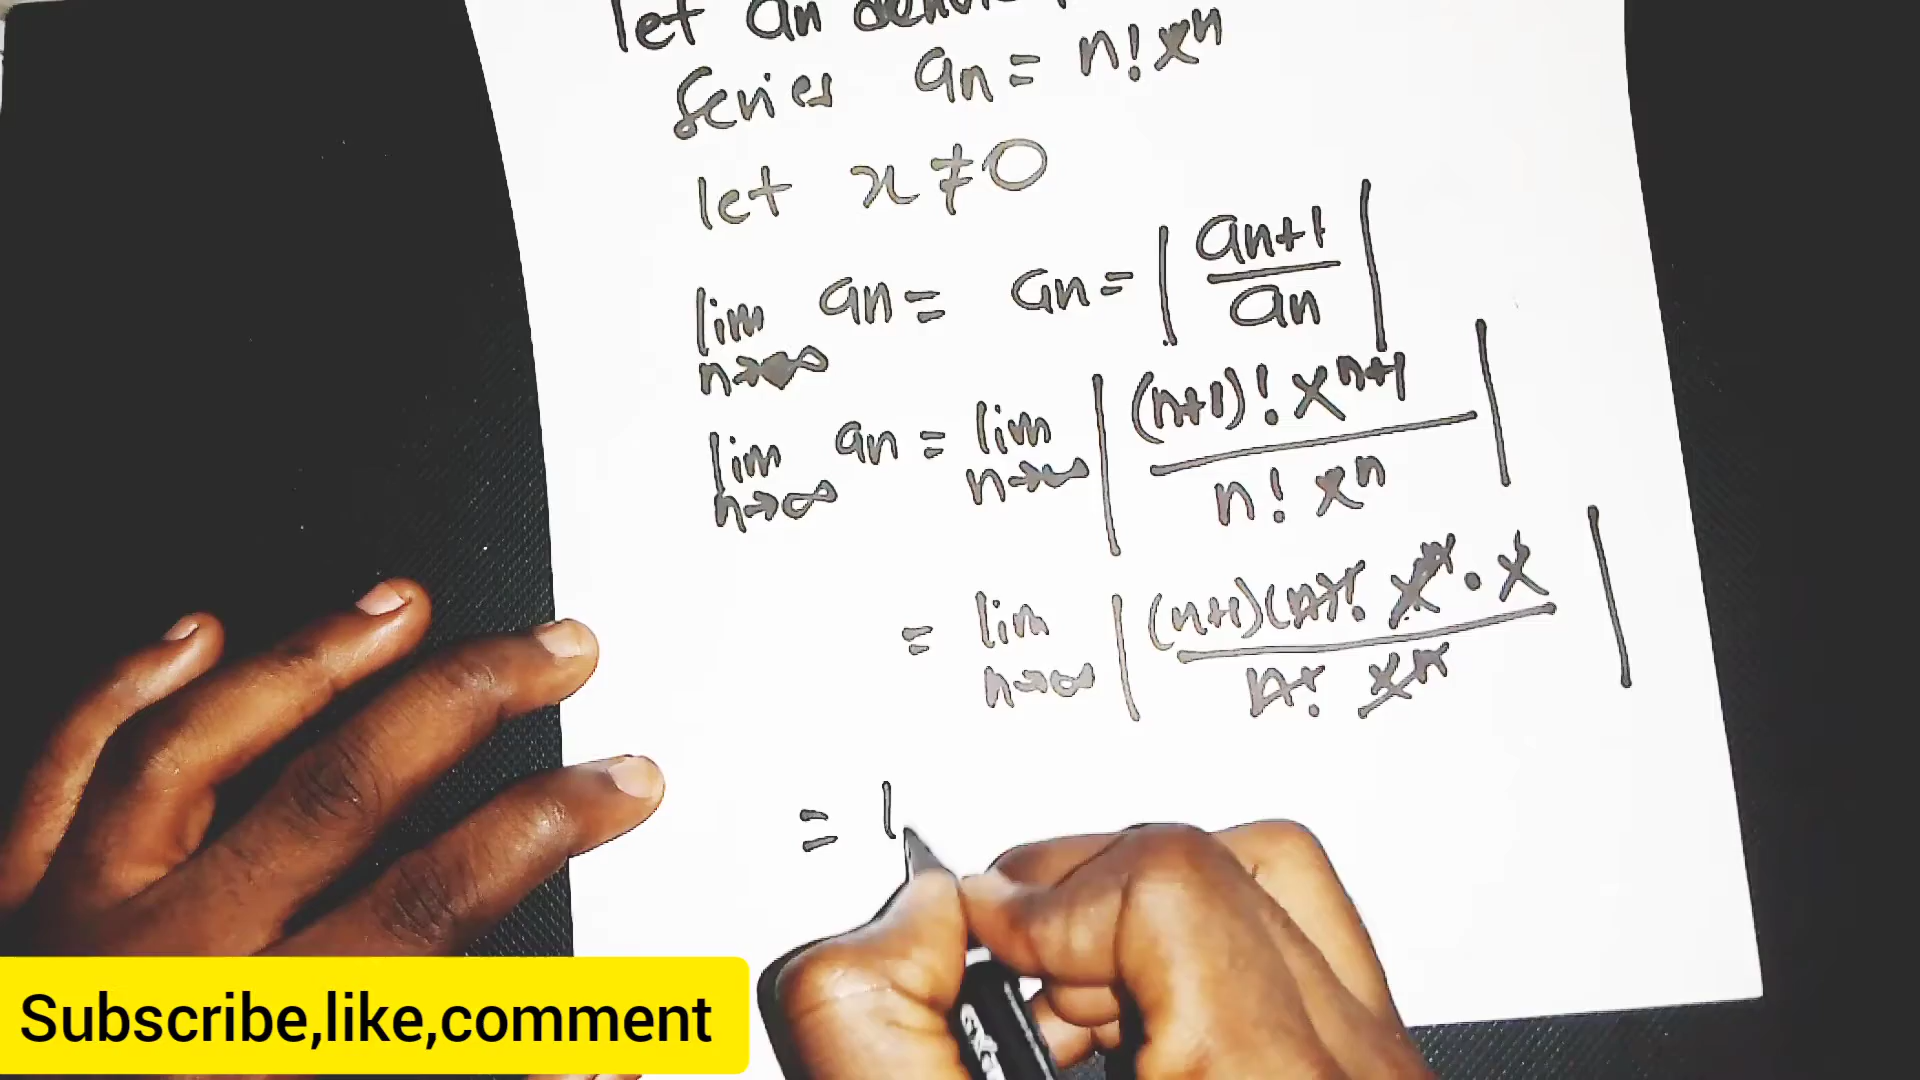 let an
series an = n! xⁿ
let x ≠ 0
lim n→∞ an = an = | an+1 / an |
lim n→∞ an = lim n→∞ | (n+1)! xⁿ⁺¹ / n! xⁿ |
= lim n→∞ | (n+1)(n)! xⁿ · x / n! xⁿ |
= l
Subscribe,like,comment